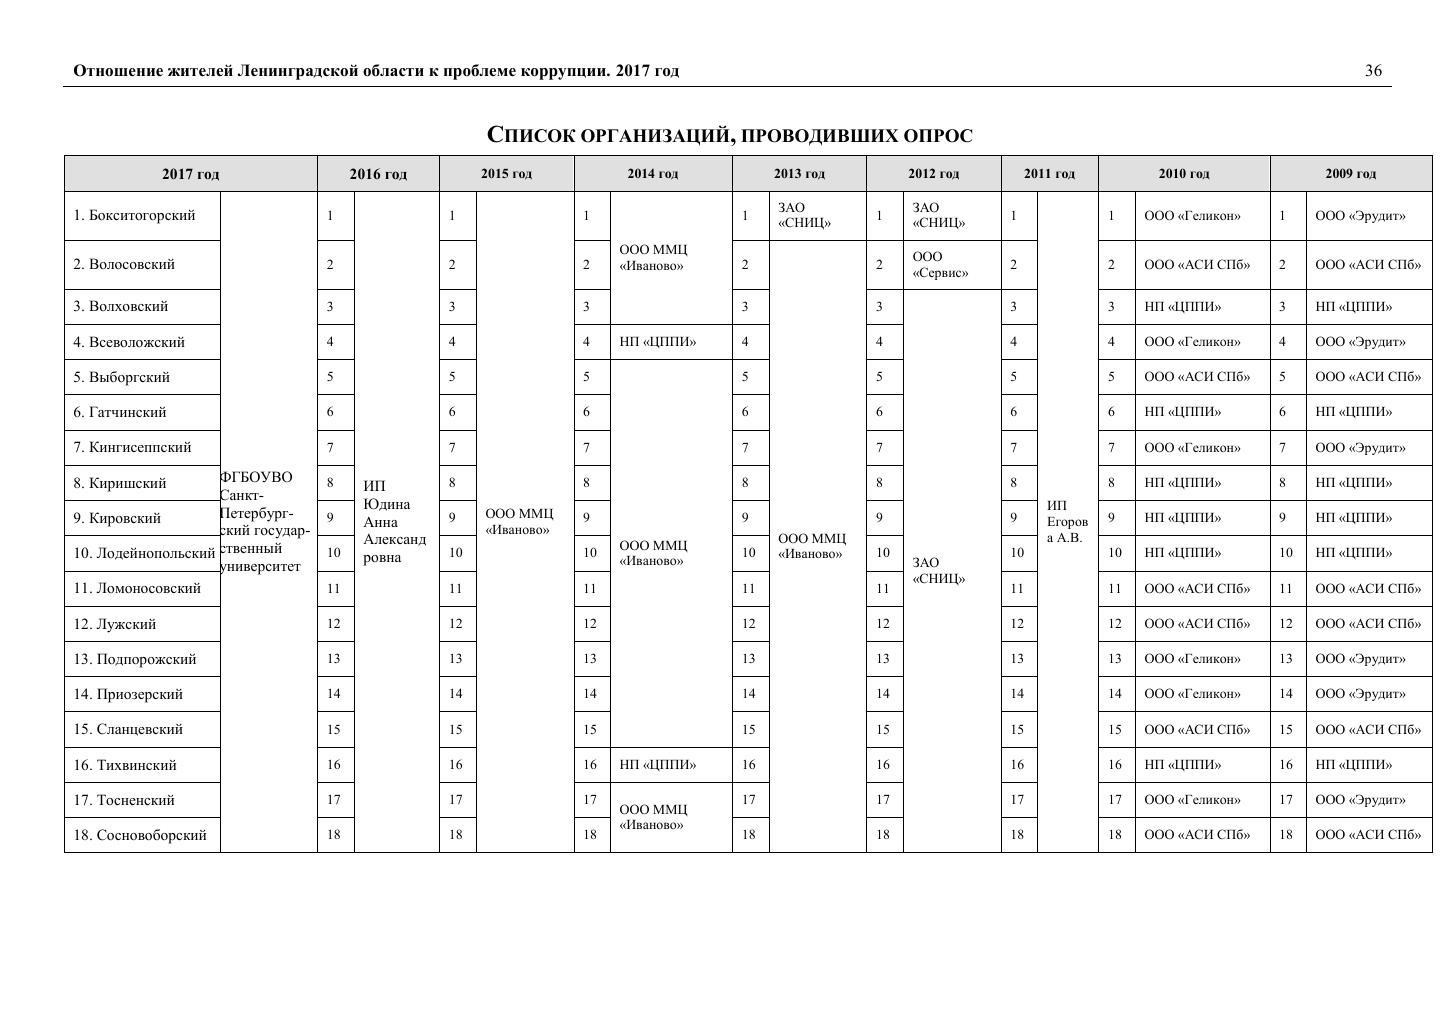 Отношение жителей Ленинградской области к проблеме коррупции. 2017 год 36
СПИСОК ОРГАНИЗАЦИЙ, ПРОВОДИВШИХ ОПРОС
2017 год 2016 год 2015 год 2014 год 2013 год 2012 год 2011 год 2010 год 2009 год
1. Бокситогорский 1 1 1 1 ЗАО «СНИЦ» 1 ЗАО «СНИЦ» 1 1 ООО «Геликон» 1 ООО «Эрудит»
ООО ММЦ
«Иваново»
2. Волосовский 2 2 2 2 2 ООО «Сервис» 2 2 ООО «АСИ СПб» 2 ООО «АСИ СПб»
3. Волховский 3 3 3 3 3 3 3 НП «ЦППИ» 3 НП «ЦППИ»
4. Всеволожский 4 4 4 НП «ЦППИ» 4 4 4 4 ООО «Геликон» 4 ООО «Эрудит»
5. Выборгский 5 5 5 5 5 5 5 ООО «АСИ СПб» 5 ООО «АСИ СПб»
6. Гатчинский 6 6 6 6 6 6 6 НП «ЦППИ» 6 НП «ЦППИ»
7. Кингисеппский 7 7 7 7 7 7 7 ООО «Геликон» 7 ООО «Эрудит»
8. Киришский 8 8 8 8 8 8 8 НП «ЦППИ» 8 НП «ЦППИ»
9. Кировский 9 9 9 9 9 9 9 НП «ЦППИ» 9 НП «ЦППИ»
10. Лодейнопольский 10 10 10 10 10 10 10 НП «ЦППИ» 10 НП «ЦППИ»
ФГБОУВО
Санкт-
Петербург-
ский государ-
ственный
университет
ИП
Юдина
Анна
Александ
ровна
ООО ММЦ
«Иваново»
ООО ММЦ
«Иваново»
ООО ММЦ
«Иваново»
ЗАО
«СНИЦ»
ИП
Егоров
а А.В.
11. Ломоносовский 11 11 11 11 11 11 11 ООО «АСИ СПб» 11 ООО «АСИ СПб»
12. Лужский 12 12 12 12 12 12 12 ООО «АСИ СПб» 12 ООО «АСИ СПб»
13. Подпорожский 13 13 13 13 13 13 13 ООО «Геликон» 13 ООО «Эрудит»
14. Приозерский 14 14 14 14 14 14 14 ООО «Геликон» 14 ООО «Эрудит»
15. Сланцевский 15 15 15 15 15 15 15 ООО «АСИ СПб» 15 ООО «АСИ СПб»
16. Тихвинский 16 16 16 НП «ЦППИ» 16 16 16 16 НП «ЦППИ» 16 НП «ЦППИ»
17. Тосненский 17 17 17 17 17 17 17 ООО «Геликон» 17 ООО «Эрудит»
ООО ММЦ
«Иваново»
18. Сосновоборский 18 18 18 18 18 18 18 ООО «АСИ СПб» 18 ООО «АСИ СПб»